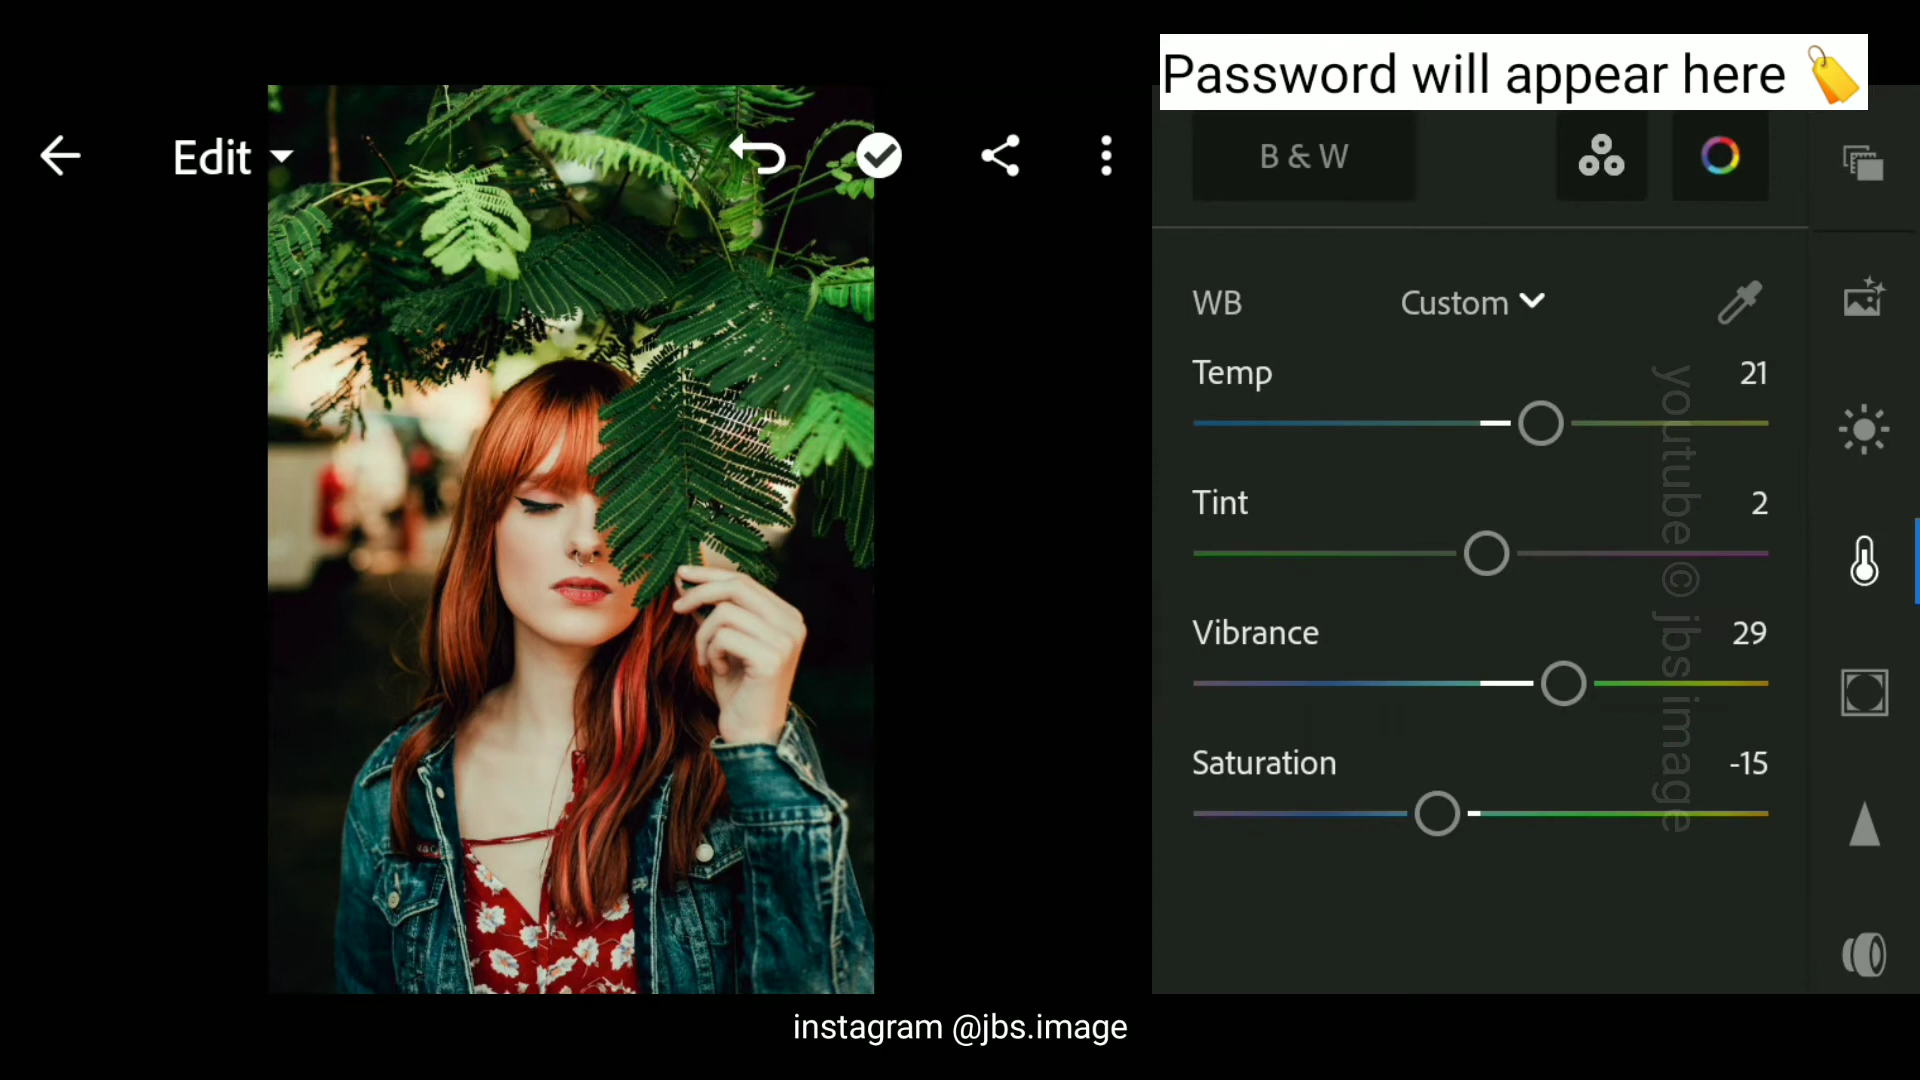 Password will appear here 🏷️
Edit
B & W
WB Custom
Temp 21
Tint 2
Vibrance 29
Saturation -15
youtube © jbs image
instagram @jbs.image